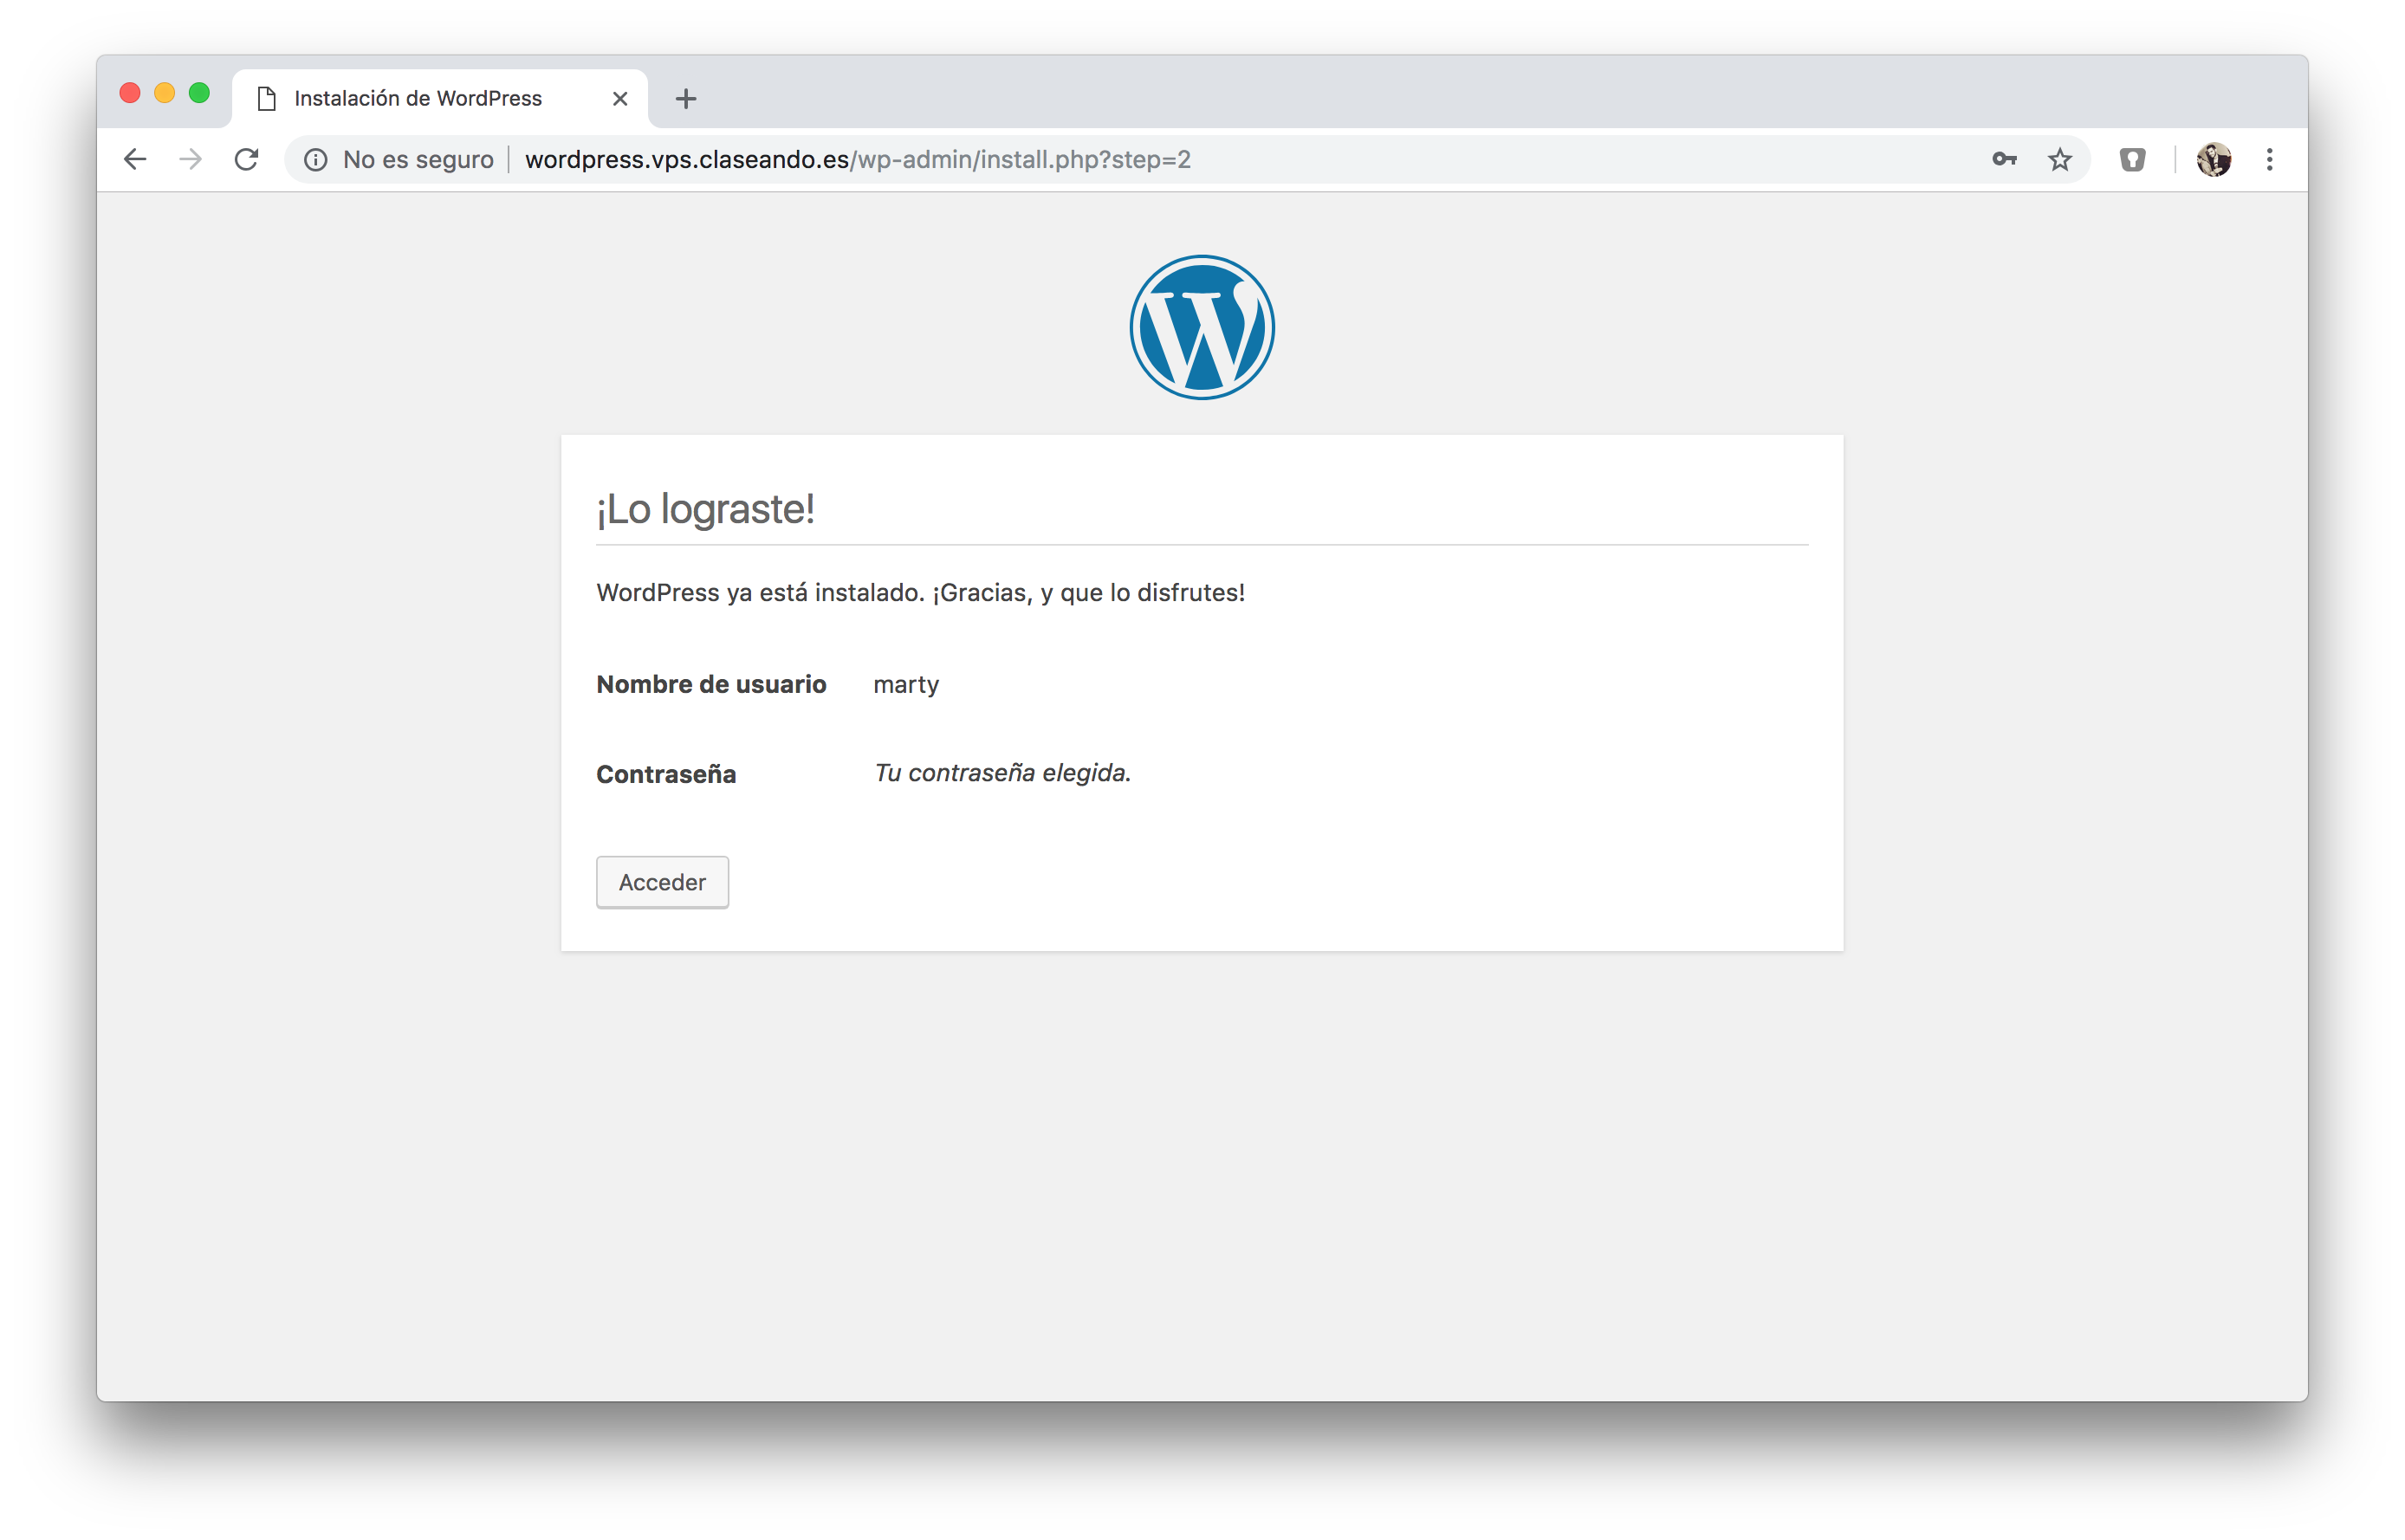 Instalación de WordPress
No es seguro wordpress.vps.claseando.es/wp-admin/install.php?step=2
¡Lo lograste!
WordPress ya está instalado. ¡Gracias, y que lo disfrutes!
Nombre de usuario marty
Contraseña Tu contraseña elegida.
Acceder